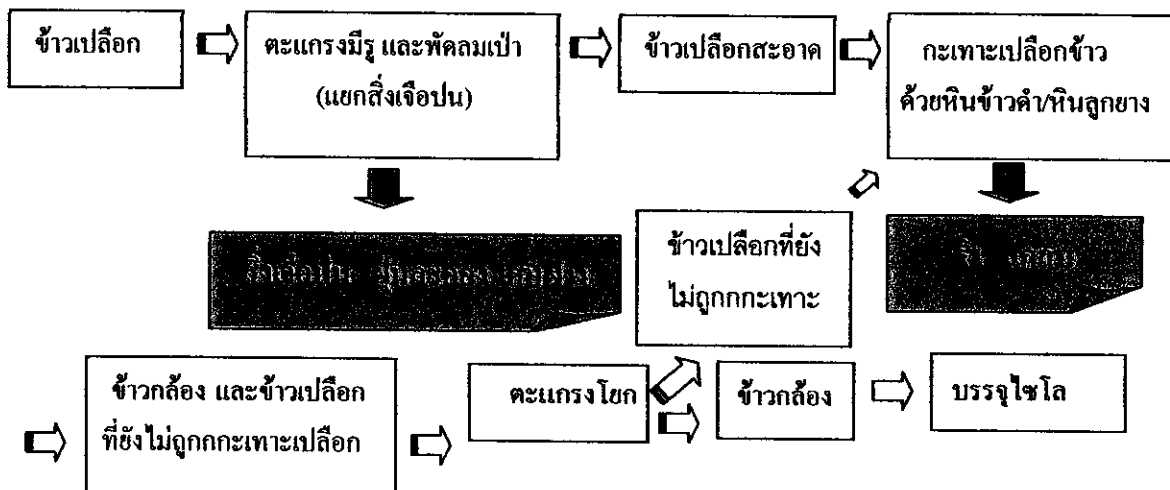 ข้าวเปลือก
ตะแกรงมีรู และพัดลมเป่า
(แยกสิ่งเจือปน)
ข้าวเปลือกสะอาด
กะเทาะเปลือกข้าว
ด้วยหินข้าวดำ/หินลูกยาง
ข้าวเปลือกที่ยัง
ไม่ถูกกกะเทาะ
ข้าวกล้อง และข้าวเปลือก
ที่ยังไม่ถูกกกะเทาะเปลือก
ตะแกรงโยก
ข้าวกล้อง
บรรจุไซโล